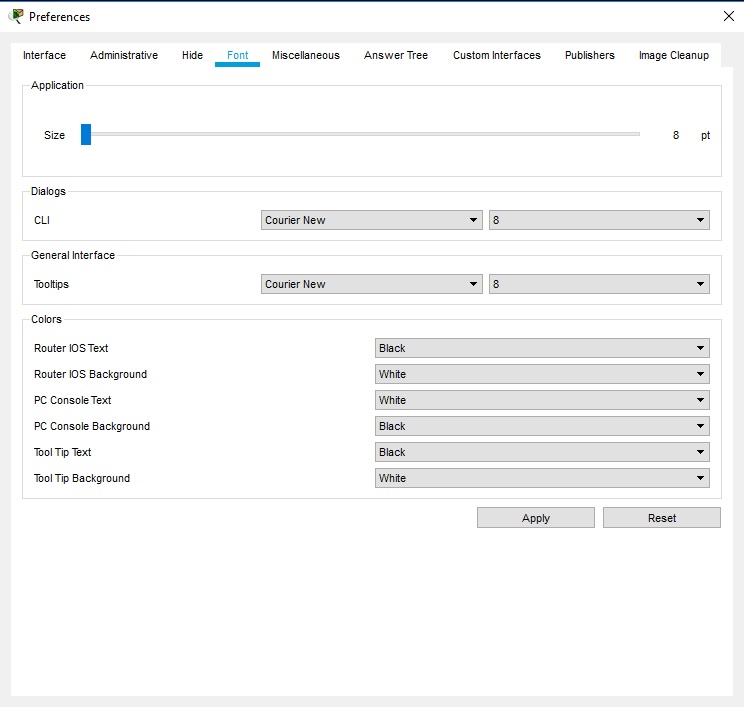 Preferences
Interface Administrative Hide Font Miscellaneous Answer Tree Custom Interfaces Publishers Image Cleanup
Application
Size 8 pt
Dialogs
CLI Courier New 8
General Interface
Tooltips Courier New 8
Colors
Router IOS Text Black
Router IOS Background White
PC Console Text White
PC Console Background Black
Tool Tip Text Black
Tool Tip Background White
Apply Reset